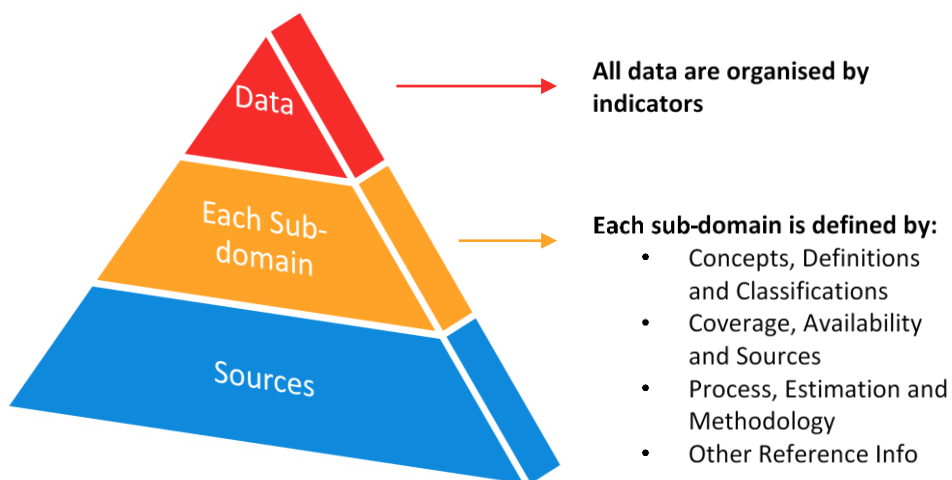 Data
All data are organised by
indicators
Each Sub-
domain
Each sub-domain is defined by:
• Concepts, Definitions
and Classifications
• Coverage, Availability
and Sources
• Process, Estimation and
Methodology
• Other Reference Info
Sources